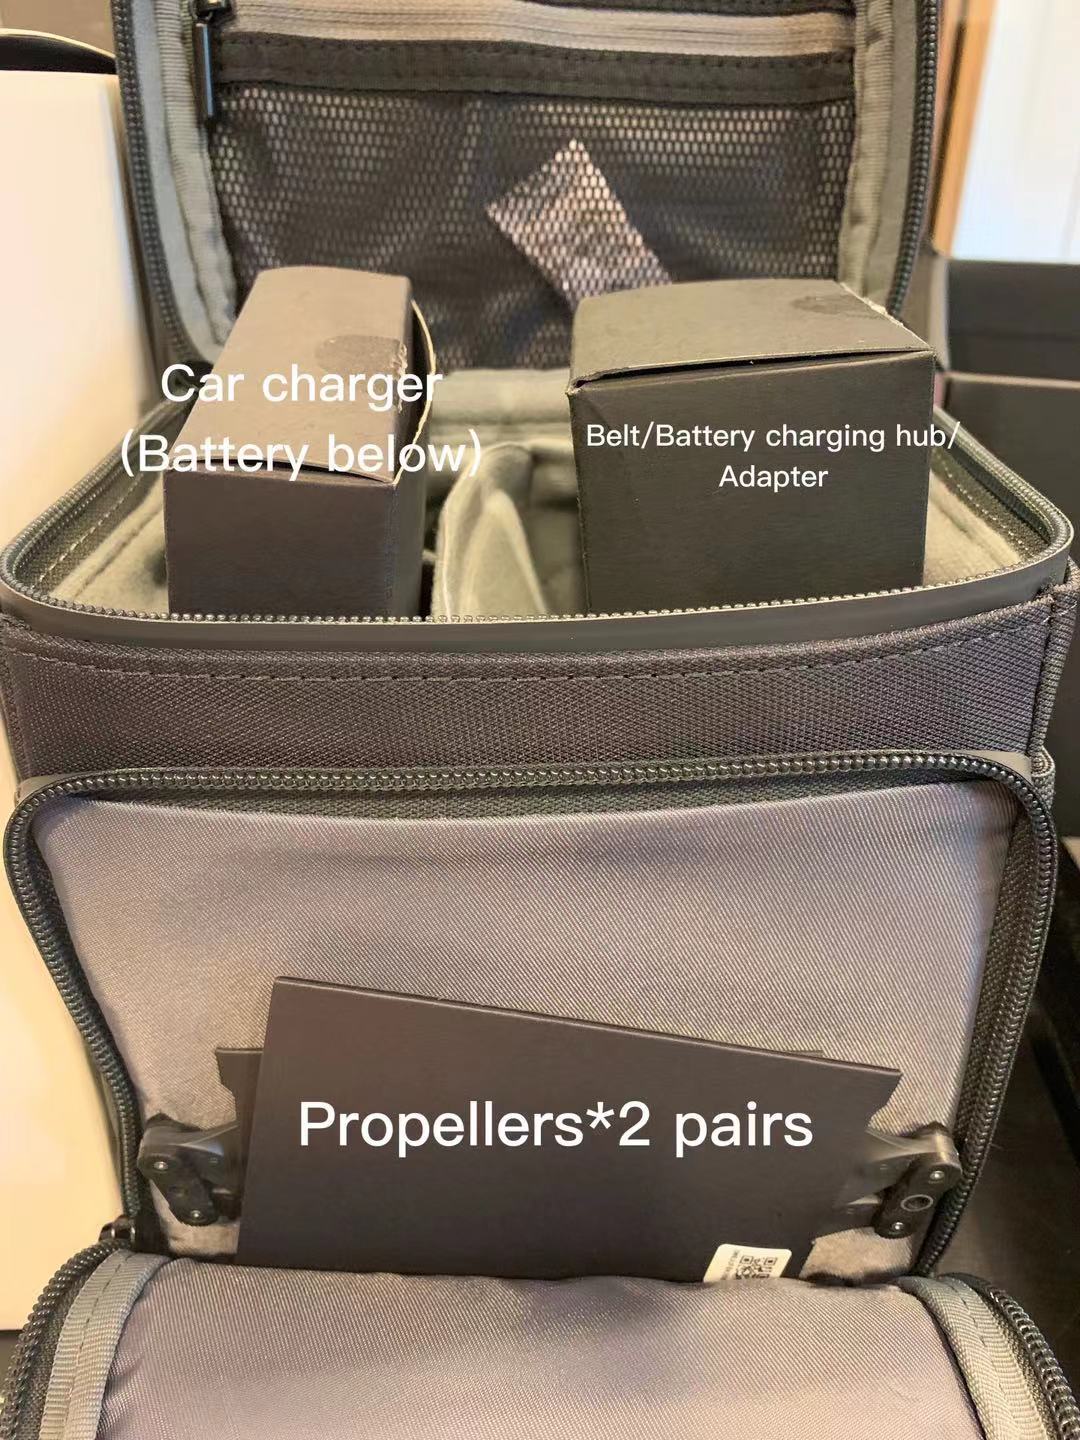 Car charger
(Battery below)
Belt/Battery charging hub/
Adapter
Propellers*2 pairs